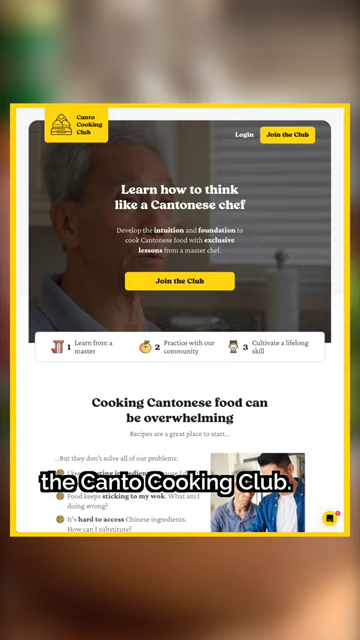 Canto
Cooking
Club
Login
Join the Club
Learn how to think
like a Cantonese chef
Develop the intuition and foundation to
cook Cantonese food with exclusive
lessons from a master chef.
Join the Club
1 Learn from a
master
2 Practice with our
community
3 Cultivate a lifelong
skill
Cooking Cantonese food can
be overwhelming
Recipes are a great place to start...
...But they don't solve all of our problems:
the Canto Cooking Club.
Food keeps sticking to my wok. What am I
doing wrong?
It's hard to access Chinese ingredients.
How can I substitute?